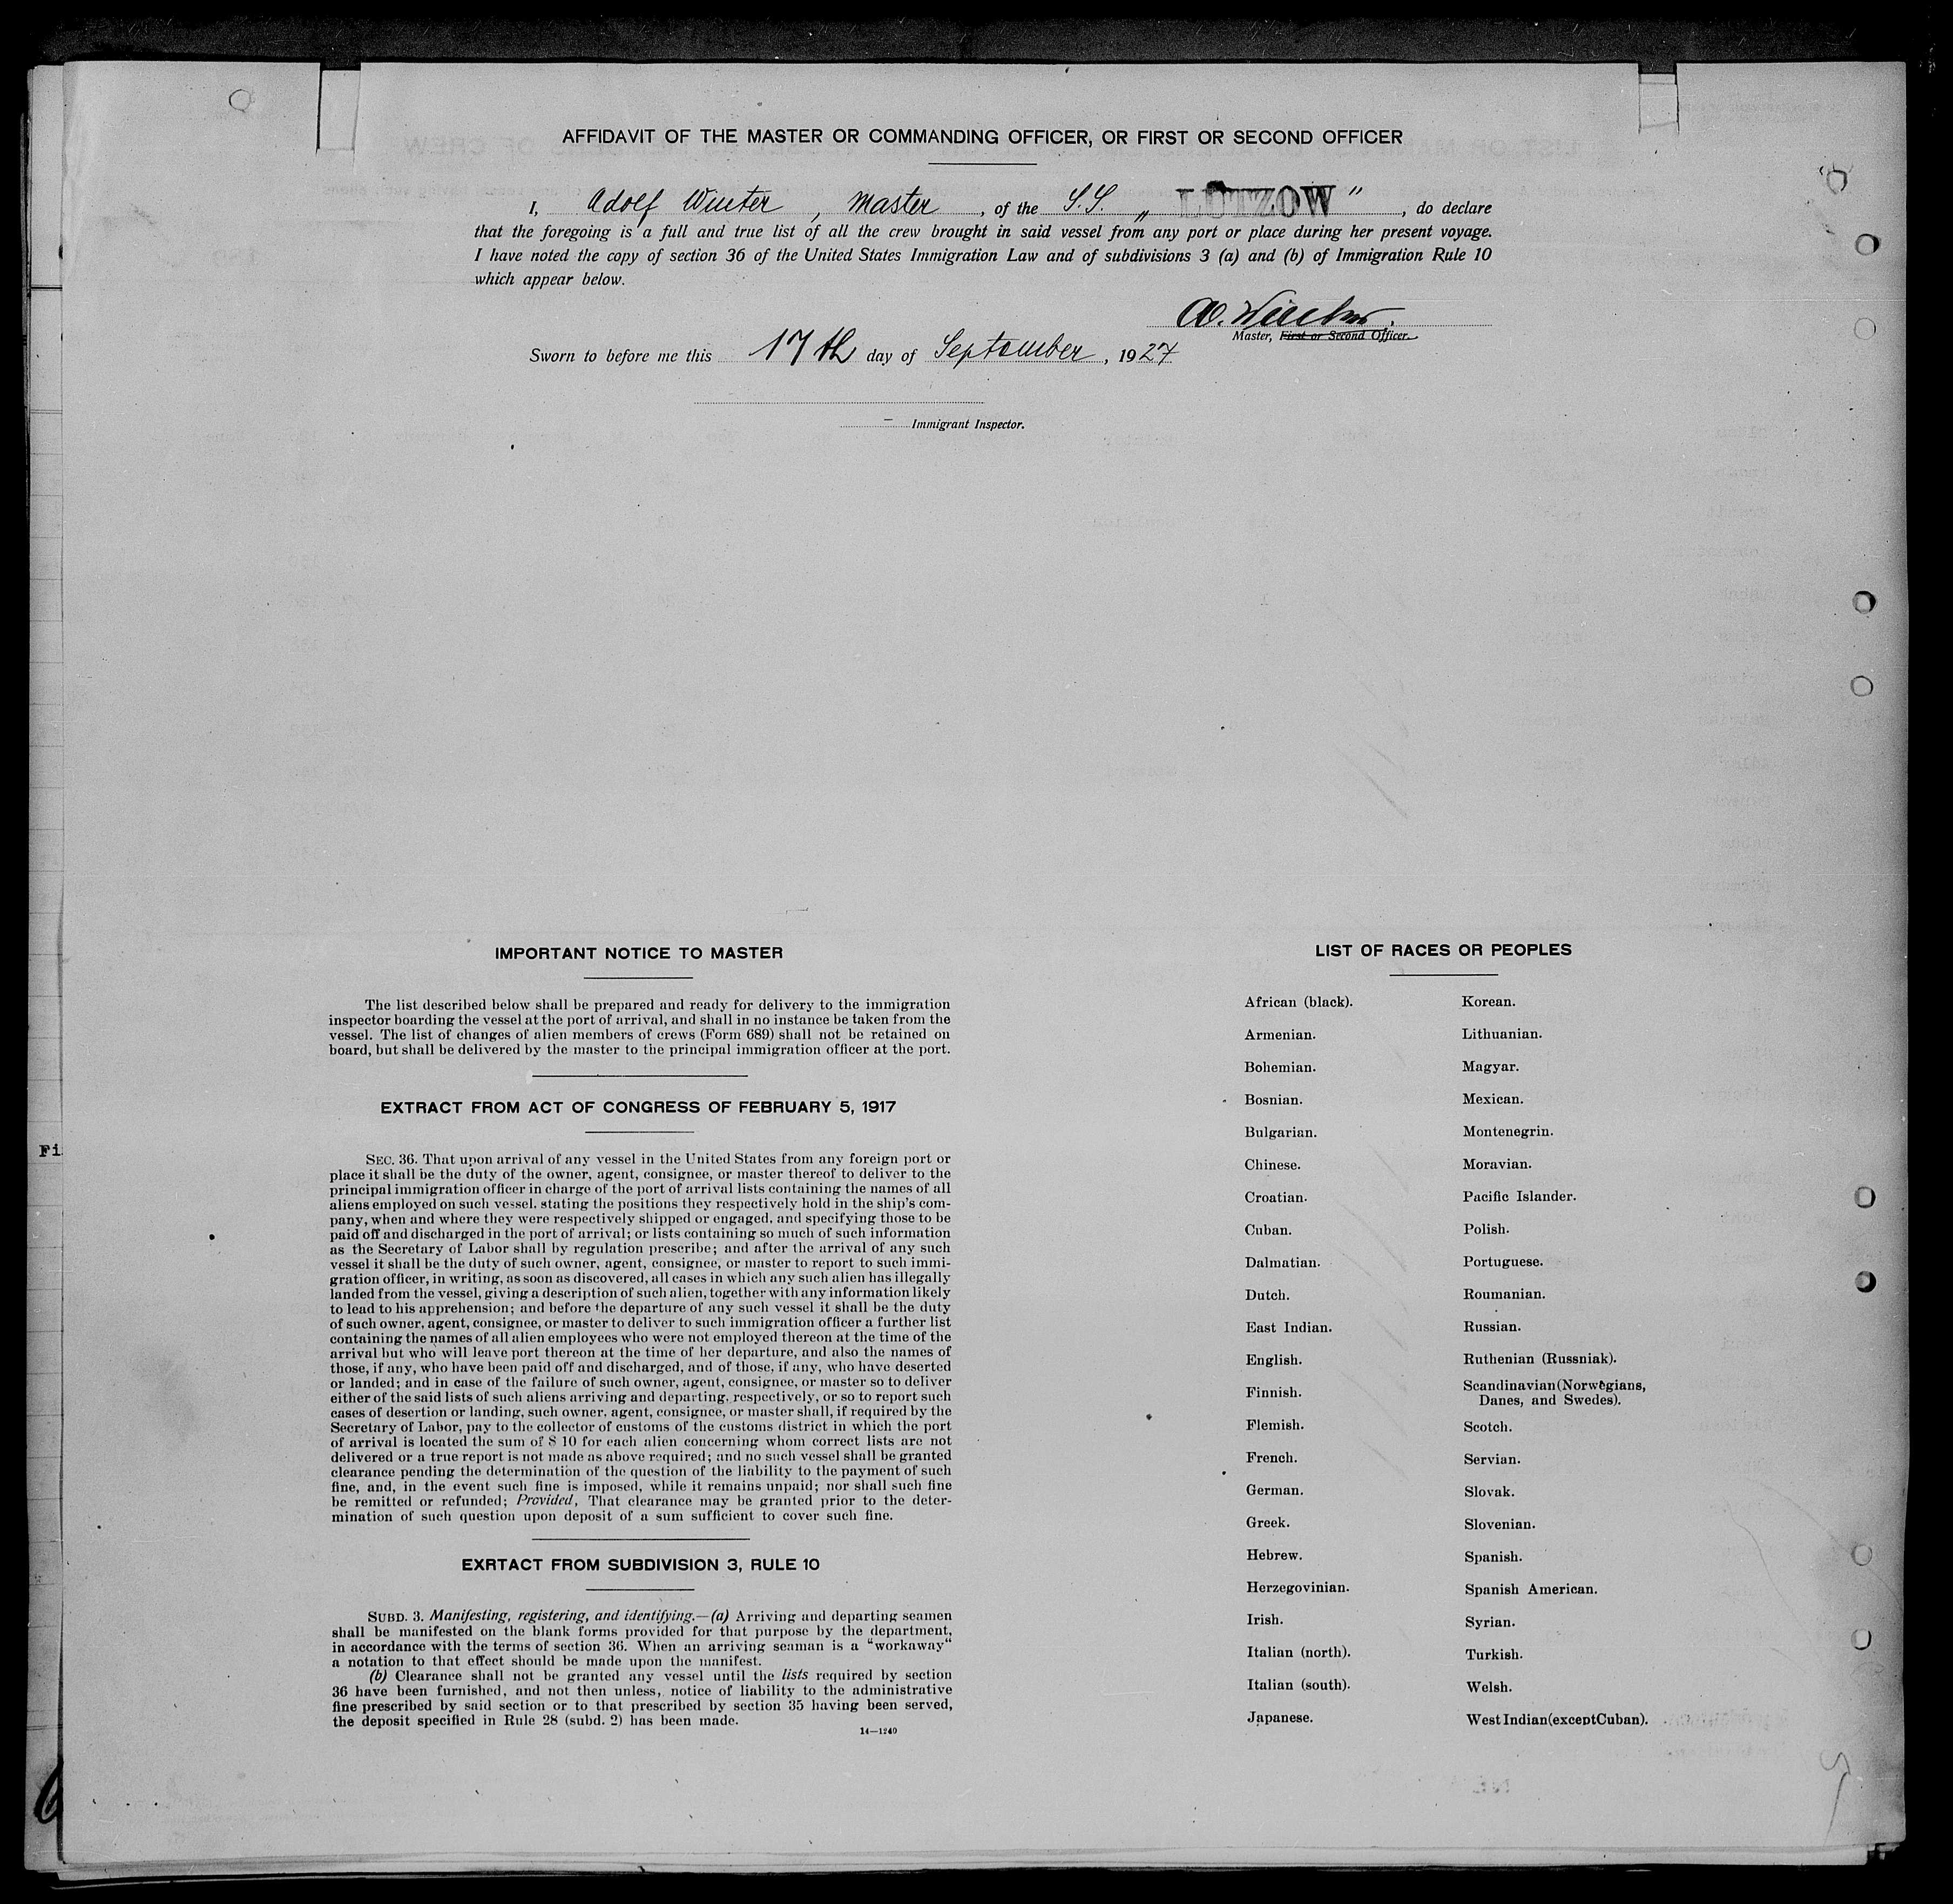 AFFIDAVIT OF THE MASTER OR COMMANDING OFFICER, OR FIRST OR SECOND OFFICER
I, Adolf Winter, Master, of the S.S. „ LÜTZOW ", do declare
that the foregoing is a full and true list of all the crew brought in said vessel from any port or place during her present voyage.
I have noted the copy of section 36 of the United States Immigration Law and of subdivisions 3 (a) and (b) of Immigration Rule 10
which appear below.
A. Winter.
Master, First or Second Officer.
Sworn to before me this 17th day of September, 1927
Immigrant Inspector.
IMPORTANT NOTICE TO MASTER
The list described below shall be prepared and ready for delivery to the immigration
inspector boarding the vessel at the port of arrival, and shall in no instance be taken from the
vessel. The list of changes of alien members of crews (Form 689) shall not be retained on
board, but shall be delivered by the master to the principal immigration officer at the port.
EXTRACT FROM ACT OF CONGRESS OF FEBRUARY 5, 1917
SEC. 36. That upon arrival of any vessel in the United States from any foreign port or
place it shall be the duty of the owner, agent, consignee, or master thereof to deliver to the
principal immigration officer in charge of the port of arrival lists containing the names of all
aliens employed on such vessel, stating the positions they respectively hold in the ship's com-
pany, when and where they were respectively shipped or engaged, and specifying those to be
paid off and discharged in the port of arrival; or lists containing so much of such information
as the Secretary of Labor shall by regulation prescribe; and after the arrival of any such
vessel it shall be the duty of such owner, agent, consignee, or master to report to such immi-
gration officer, in writing, as soon as discovered, all cases in which any such alien has illegally
landed from the vessel, giving a description of such alien, together with any information likely
to lead to his apprehension; and before the departure of any such vessel it shall be the duty
of such owner, agent, consignee, or master to deliver to such immigration officer a further list
containing the names of all alien employees who were not employed thereon at the time of the
arrival but who will leave port thereon at the time of her departure, and also the names of
those, if any, who have been paid off and discharged, and of those, if any, who have deserted
or landed; and in case of the failure of such owner, agent, consignee, or master so to deliver
either of the said lists of such aliens arriving and departing, respectively, or so to report such
cases of desertion or landing, such owner, agent, consignee, or master shall, if required by the
Secretary of Labor, pay to the collector of customs of the customs district in which the port
of arrival is located the sum of $ 10 for each alien concerning whom correct lists are not
delivered or a true report is not made as above required; and no such vessel shall be granted
clearance pending the determination of the question of the liability to the payment of such
fine, and, in the event such fine is imposed, while it remains unpaid; nor shall such fine
be remitted or refunded; Provided, That clearance may be granted prior to the deter-
mination of such question upon deposit of a sum sufficient to cover such fine.
EXRTACT FROM SUBDIVISION 3, RULE 10
SUBD. 3. Manifesting, registering, and identifying.—(a) Arriving and departing seamen
shall be manifested on the blank forms provided for that purpose by the department,
in accordance with the terms of section 36. When an arriving seaman is a "workaway"
a notation to that effect should be made upon the manifest.
(b) Clearance shall not be granted any vessel until the lists required by section
36 have been furnished, and not then unless, notice of liability to the administrative
fine prescribed by said section or to that prescribed by section 35 having been served,
the deposit specified in Rule 28 (subd. 2) has been made.
14—1240
LIST OF RACES OR PEOPLES
African (black).
Armenian.
Bohemian.
Bosnian.
Bulgarian.
Chinese.
Croatian.
Cuban.
Dalmatian.
Dutch.
East Indian.
English.
Finnish.
Flemish.
French.
German.
Greek.
Hebrew.
Herzegovinian.
Irish.
Italian (north).
Italian (south).
Japanese.
Korean.
Lithuanian.
Magyar.
Mexican.
Montenegrin.
Moravian.
Pacific Islander.
Polish.
Portuguese.
Roumanian.
Russian.
Ruthenian (Russniak).
Scandinavian (Norwegians,
Danes, and Swedes).
Scotch.
Servian.
Slovak.
Slovenian.
Spanish.
Spanish American.
Syrian.
Turkish.
Welsh.
West Indian (except Cuban).
Fi